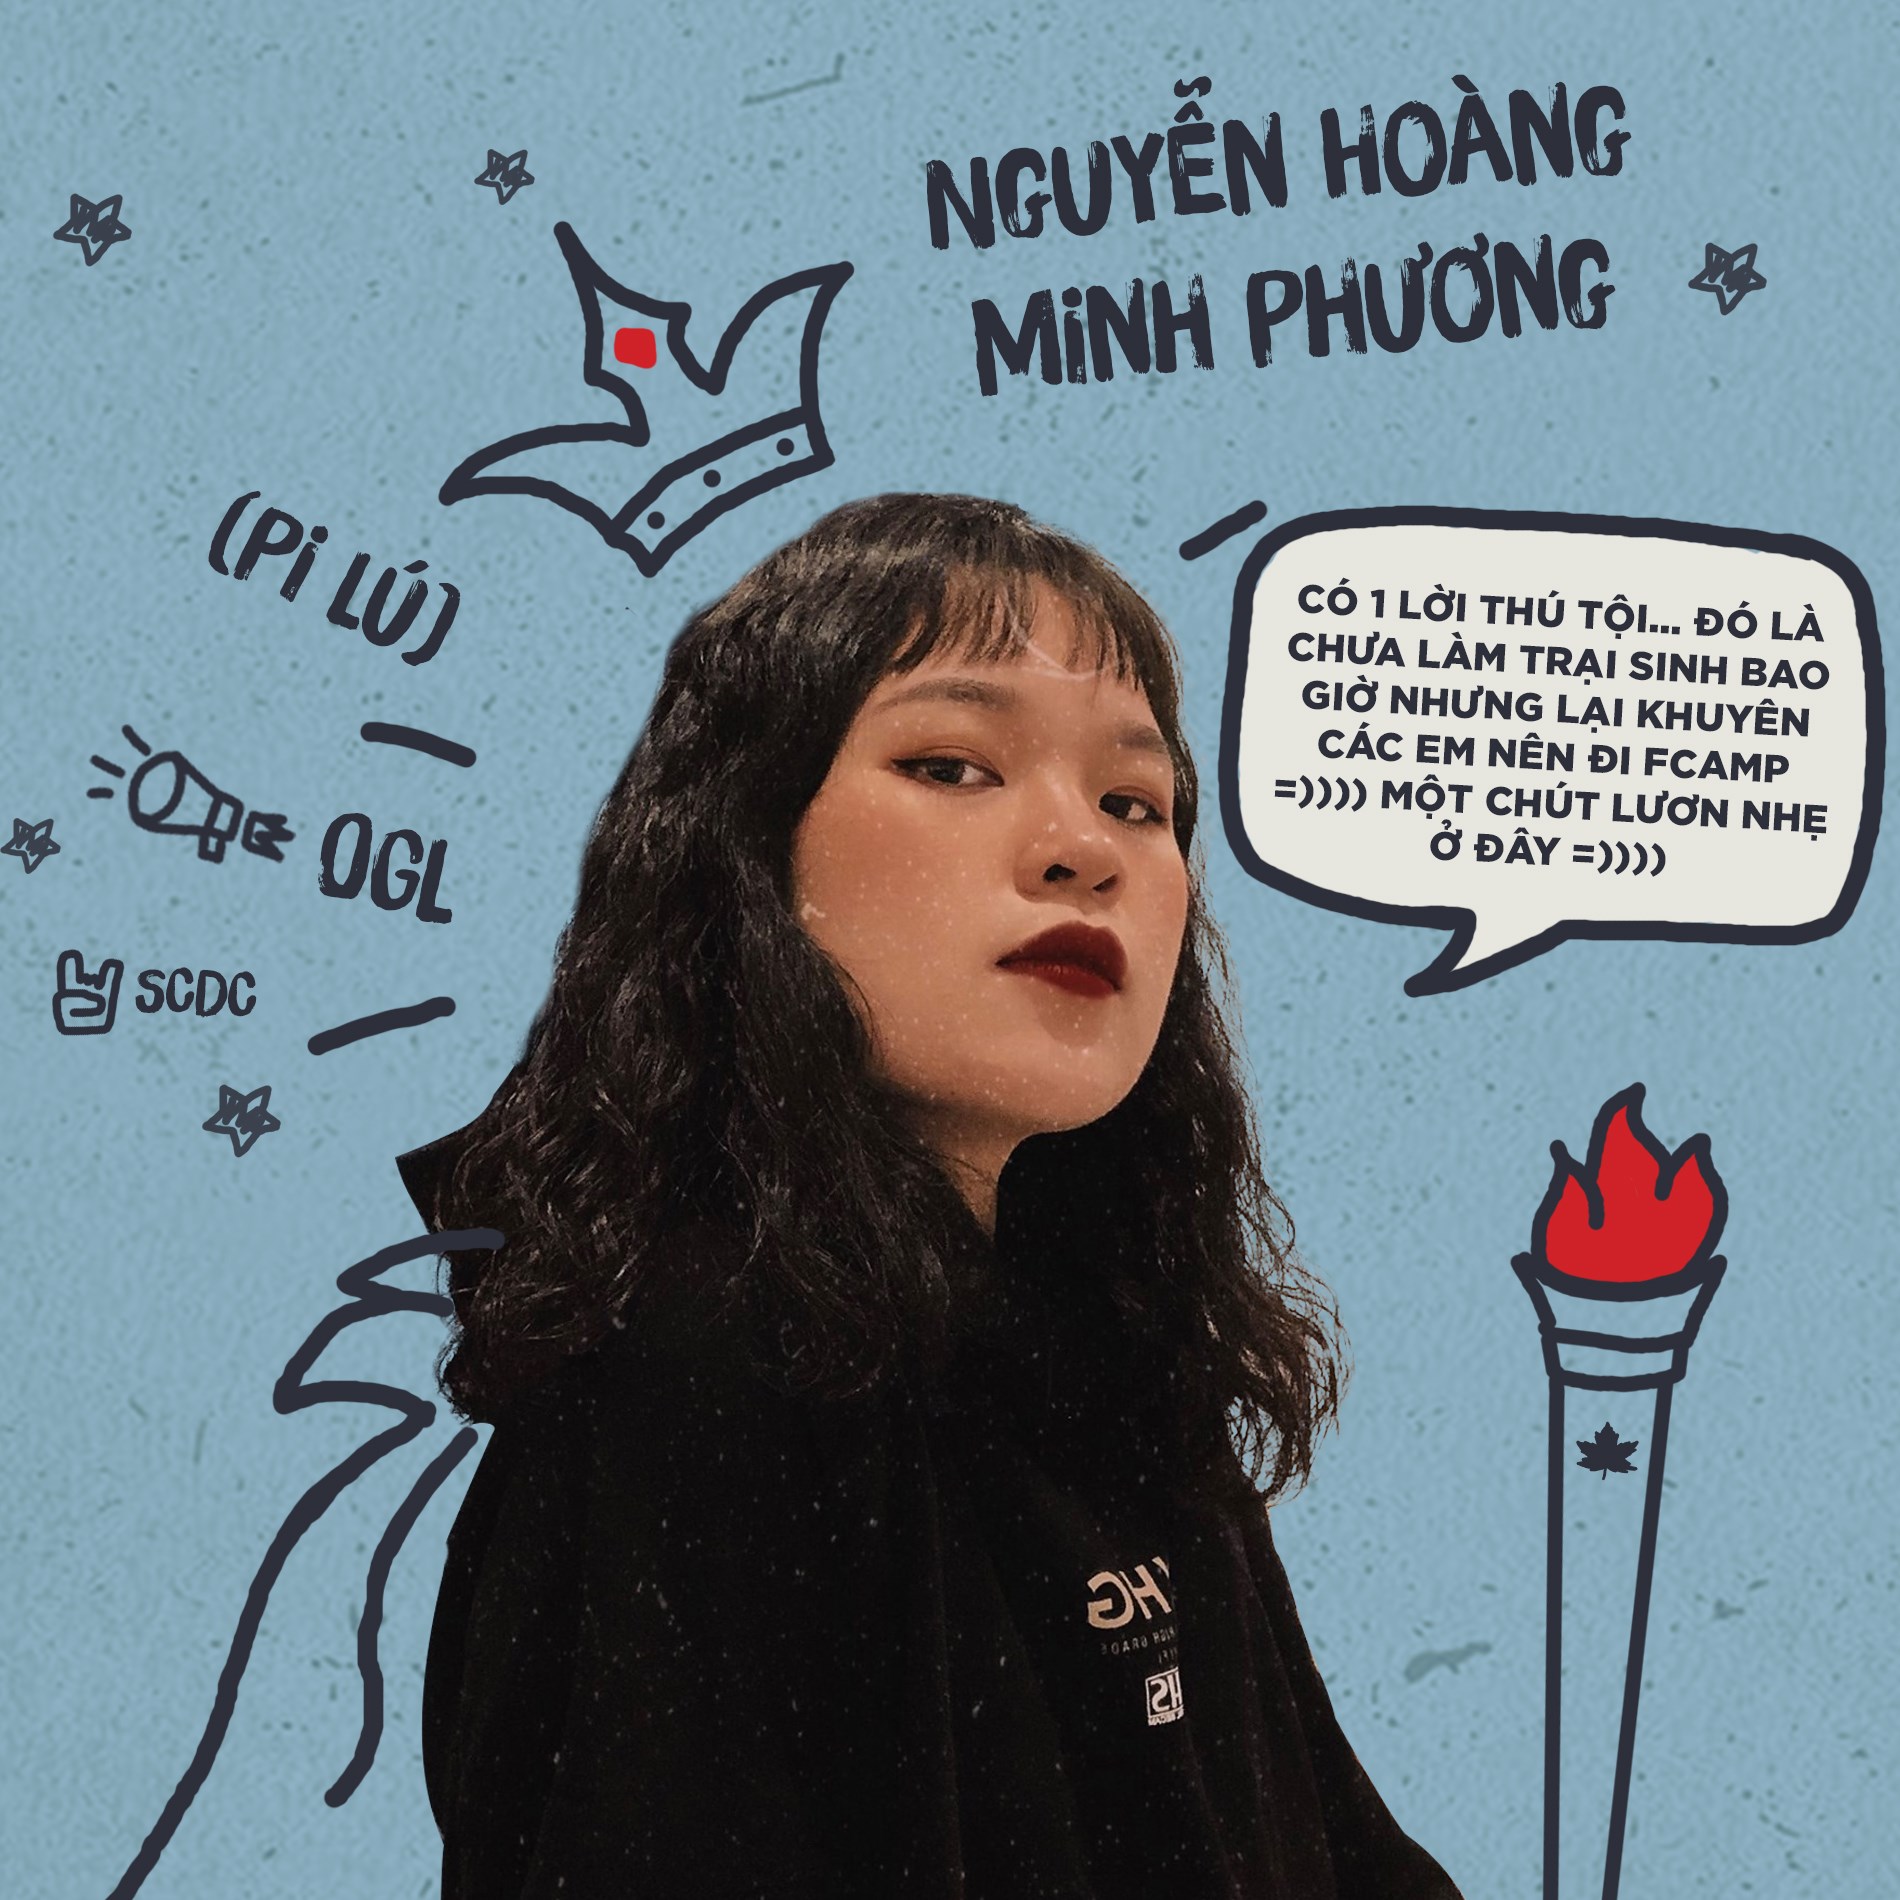 NGUYỄN HOÀNG
MiNH PHƯƠNG
(Pi LÚ)
OGL
SCDC
CÓ 1 LỜI THÚ TỘI... ĐÓ LÀ
CHƯA LÀM TRẠI SINH BAO
GIỜ NHƯNG LẠI KHUYÊN
CÁC EM NÊN ĐI FCAMP
=)))) MỘT CHÚT LƯƠN NHẸ
Ở ĐÂY =))))